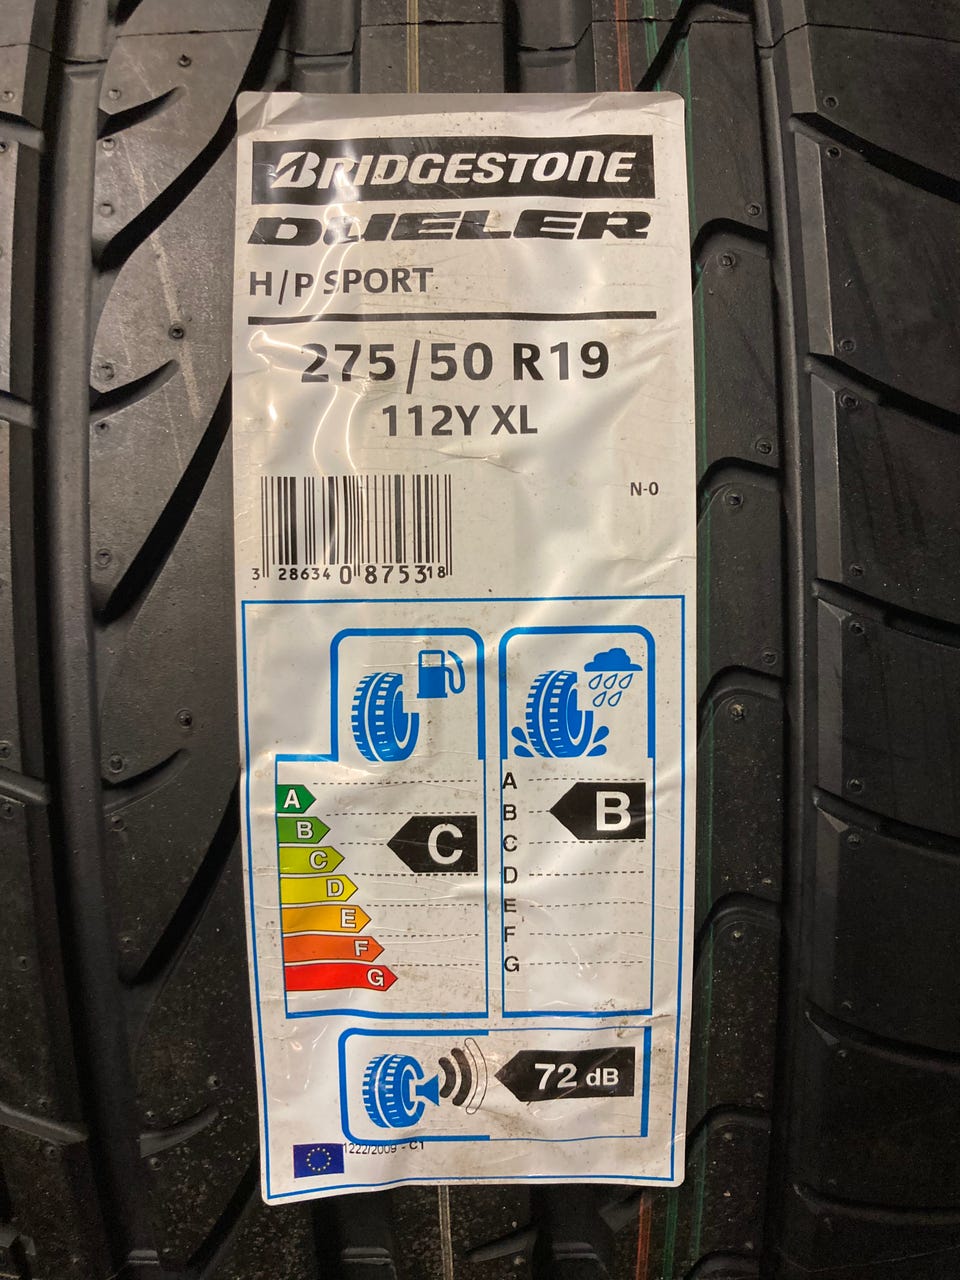 BRIDGESTONE
DUELER
H/P SPORT
275/50 R19
112Y XL
N-0
3 286340 875318
A
B
C
D
E
F
G
C
A
B
C
D
E
F
G
B
72 dB
1222/2009 - C1